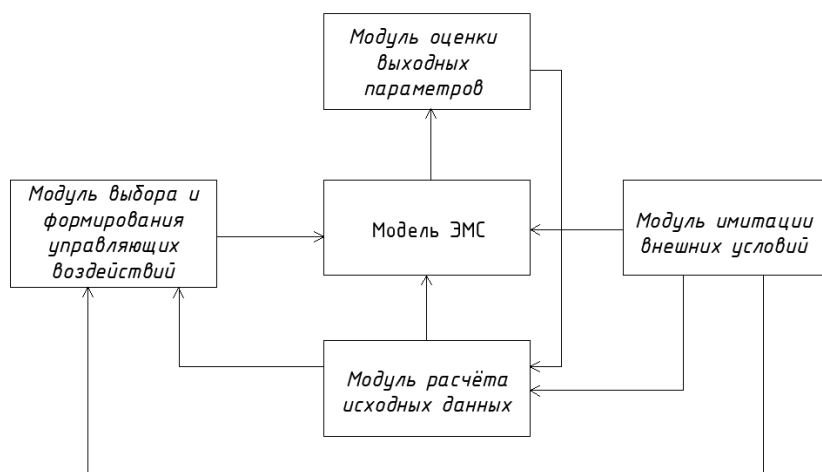 Модуль оценки
выходных
параметров
Модуль выбора и
формирования
управляющих
воздействий
Модель ЭМС
Модуль имитации
внешних условий
Модуль расчёта
исходных данных